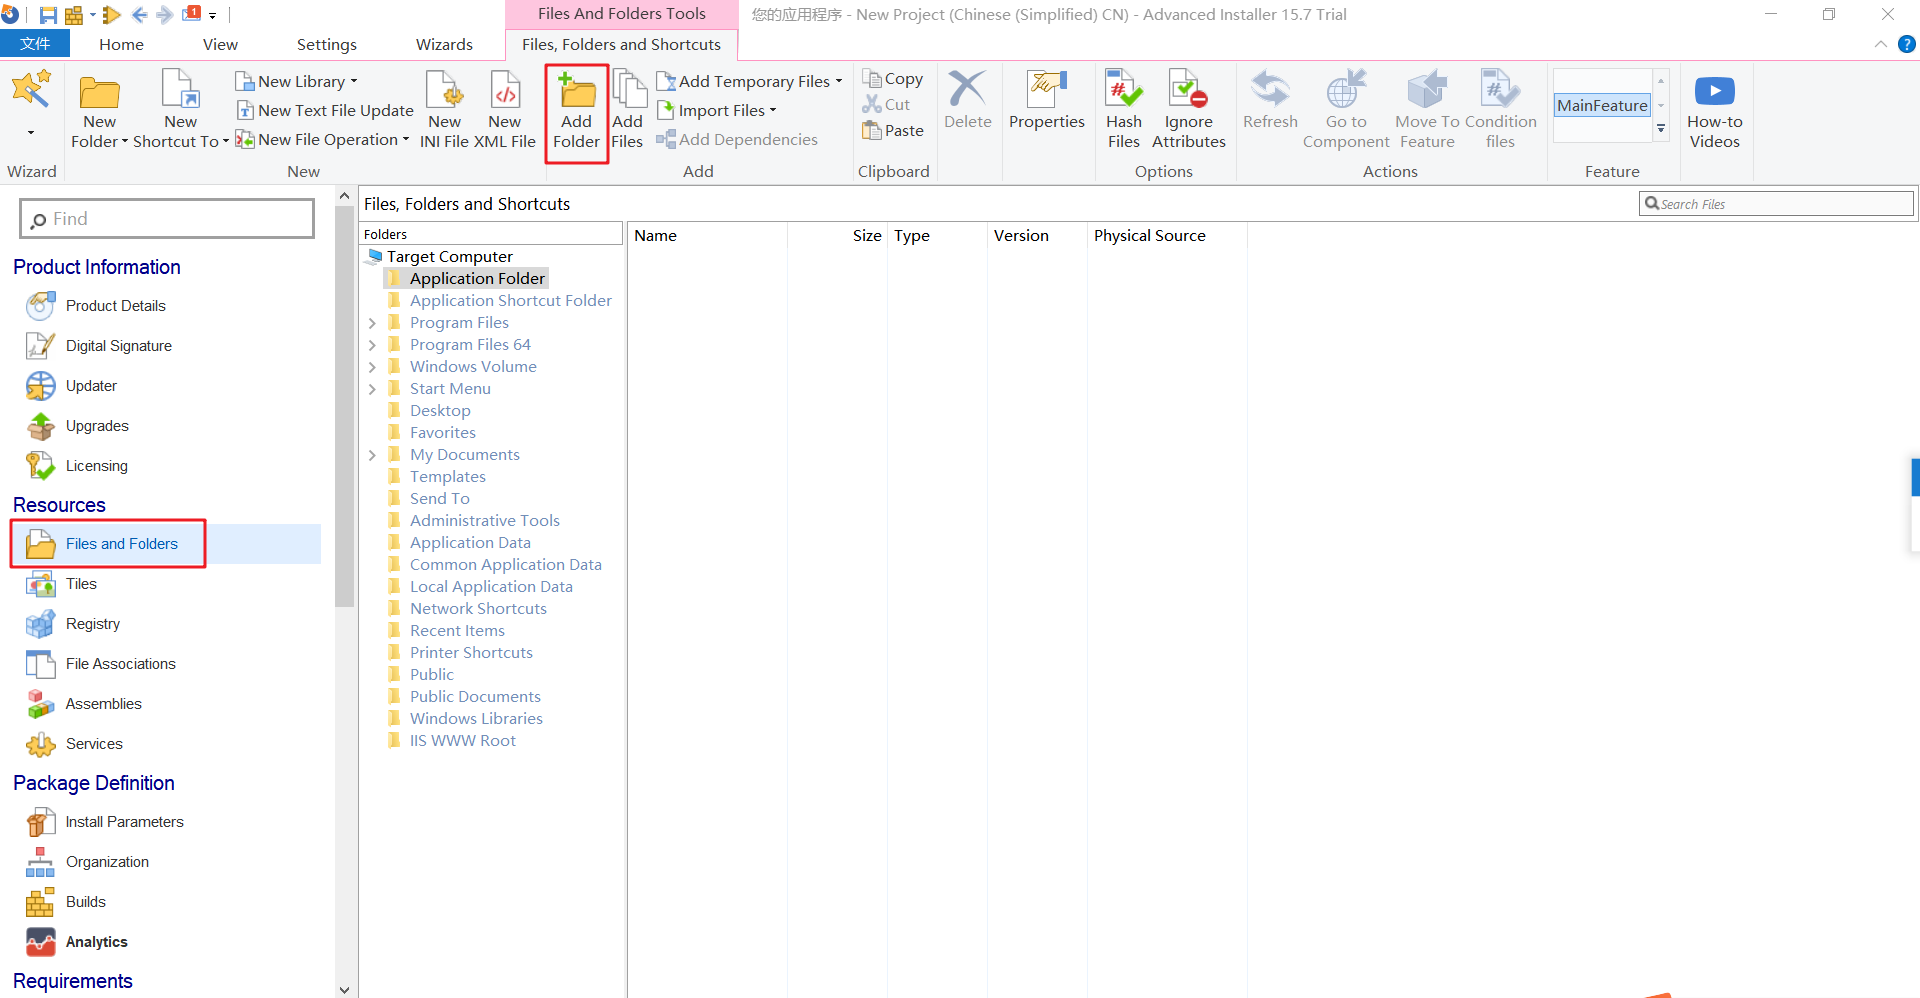 Files And Folders Tools
您的应用程序 - New Project (Chinese (Simplified) CN) - Advanced Installer 15.7 Trial
1
文件
Home
View
Settings
Wizards
Files, Folders and Shortcuts
?
New Folder
New Shortcut To
New Library
New Text File Update
New File Operation
New INI File
New XML File
Add Folder
Add Files
Add Temporary Files
Import Files
Add Dependencies
Copy
Cut
Paste
Delete
Properties
Hash Files
Ignore Attributes
Refresh
Go to Component
Move To Feature
Condition files
MainFeature
How-to Videos
Wizard
New
Add
Clipboard
Options
Actions
Feature
Find
Product Information
Product Details
Digital Signature
Updater
Upgrades
Licensing
Resources
Files and Folders
Tiles
Registry
File Associations
Assemblies
Services
Package Definition
Install Parameters
Organization
Builds
Analytics
Requirements
Files, Folders and Shortcuts
Search Files
Folders
Target Computer
Application Folder
Application Shortcut Folder
Program Files
Program Files 64
Windows Volume
Start Menu
Desktop
Favorites
My Documents
Templates
Send To
Administrative Tools
Application Data
Common Application Data
Local Application Data
Network Shortcuts
Recent Items
Printer Shortcuts
Public
Public Documents
Windows Libraries
IIS WWW Root
Name
Size
Type
Version
Physical Source